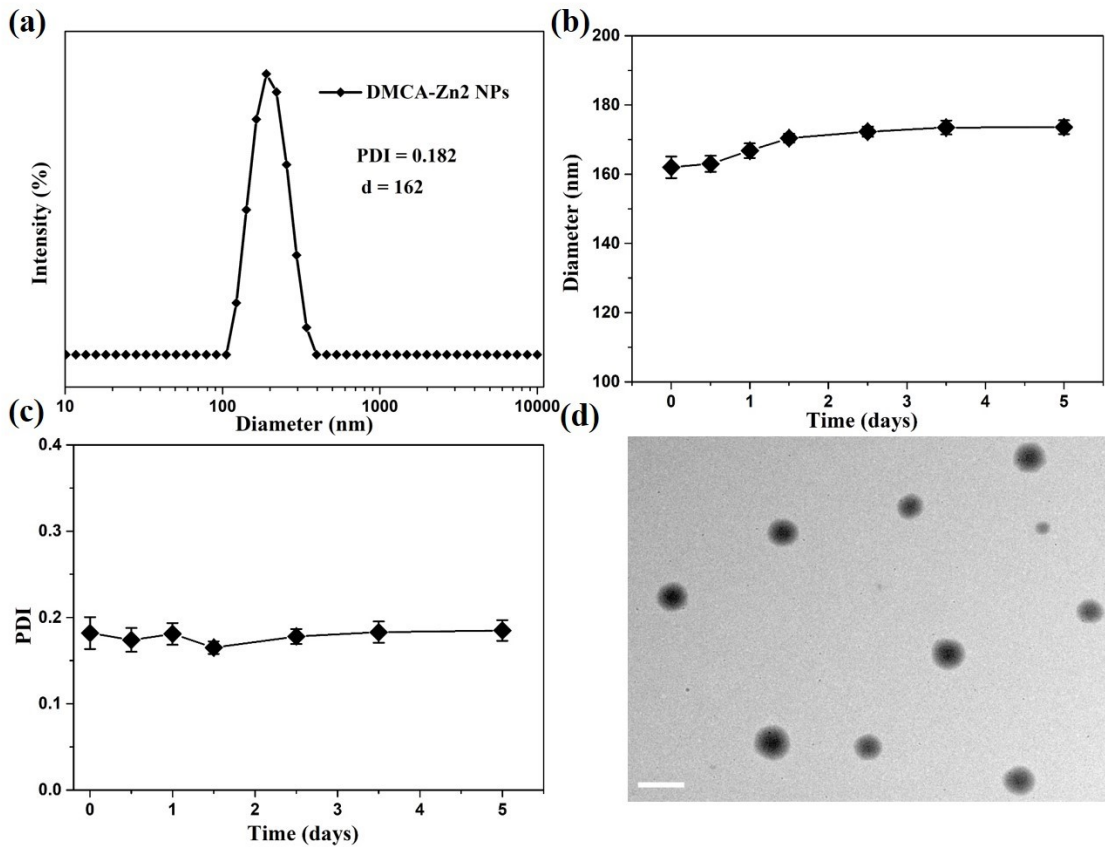 (a)
Intensity (%)
DMCA-Zn2 NPs
PDI = 0.182
d = 162
10 100 1000 10000
Diameter (nm)
(b)
Diameter (nm)
200
180
160
140
120
100
0 1 2 3 4 5
Time (days)
(c)
PDI
0.4
0.3
0.2
0.1
0.0
0 1 2 3 4 5
Time (days)
(d)